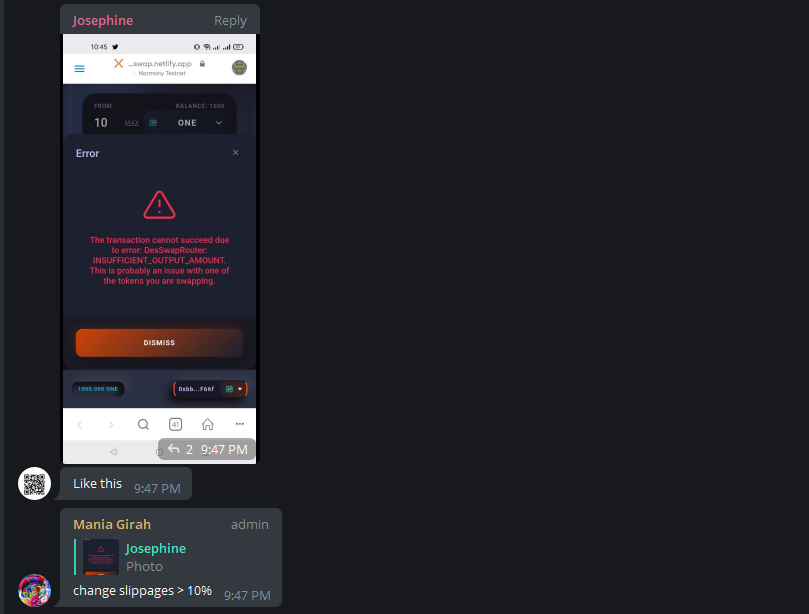 Josephine Reply
10:45
...swap.netlify.app
Harmony Testnet
FROM BALANCE: 1000
10 MAX ONE
Error
The transaction cannot succeed due
to error: DexSwapRouter:
INSUFFICIENT_OUTPUT_AMOUNT.
This is probably an issue with one of
the tokens you are swapping.
DISMISS
1000.000 ONE 0xbb...F66f
41
2 9:47 PM
Like this 9:47 PM
Mania Girah admin
Josephine
Photo
change slippages > 10% 9:47 PM